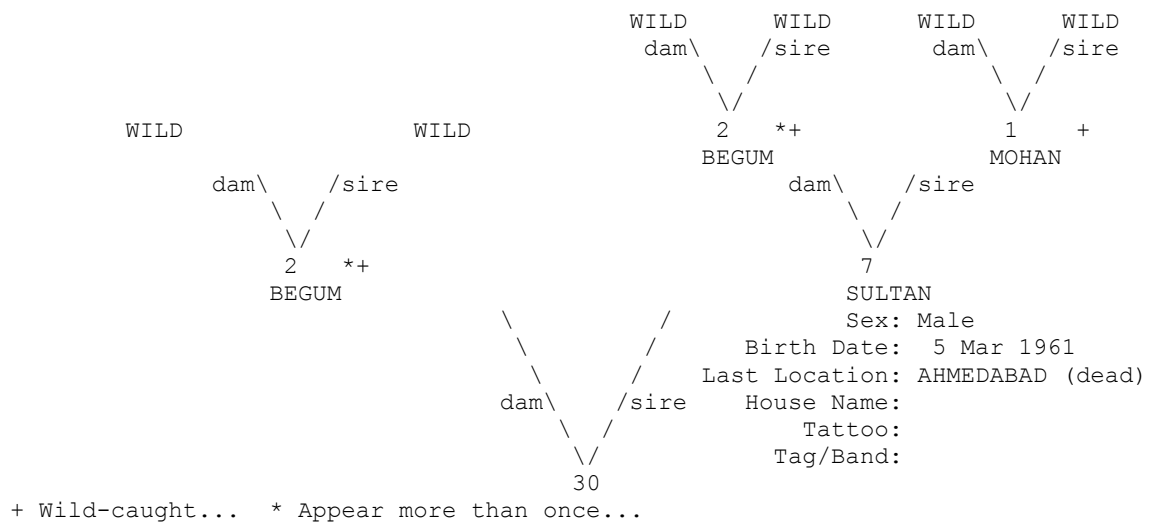 WILD WILD WILD WILD
dam\ /sire dam\ /sire
\ / \ /
\/ \/
WILD WILD 2 *+ 1 +
BEGUM MOHAN
dam\ /sire dam\ /sire
\ / \ /
\/ \/
2 *+ 7
BEGUM SULTAN
\ / Sex: Male
\ / Birth Date: 5 Mar 1961
\ / Last Location: AHMEDABAD (dead)
dam\ /sire House Name:
\ / Tattoo:
\/ Tag/Band:
30
+ Wild-caught... * Appear more than once...